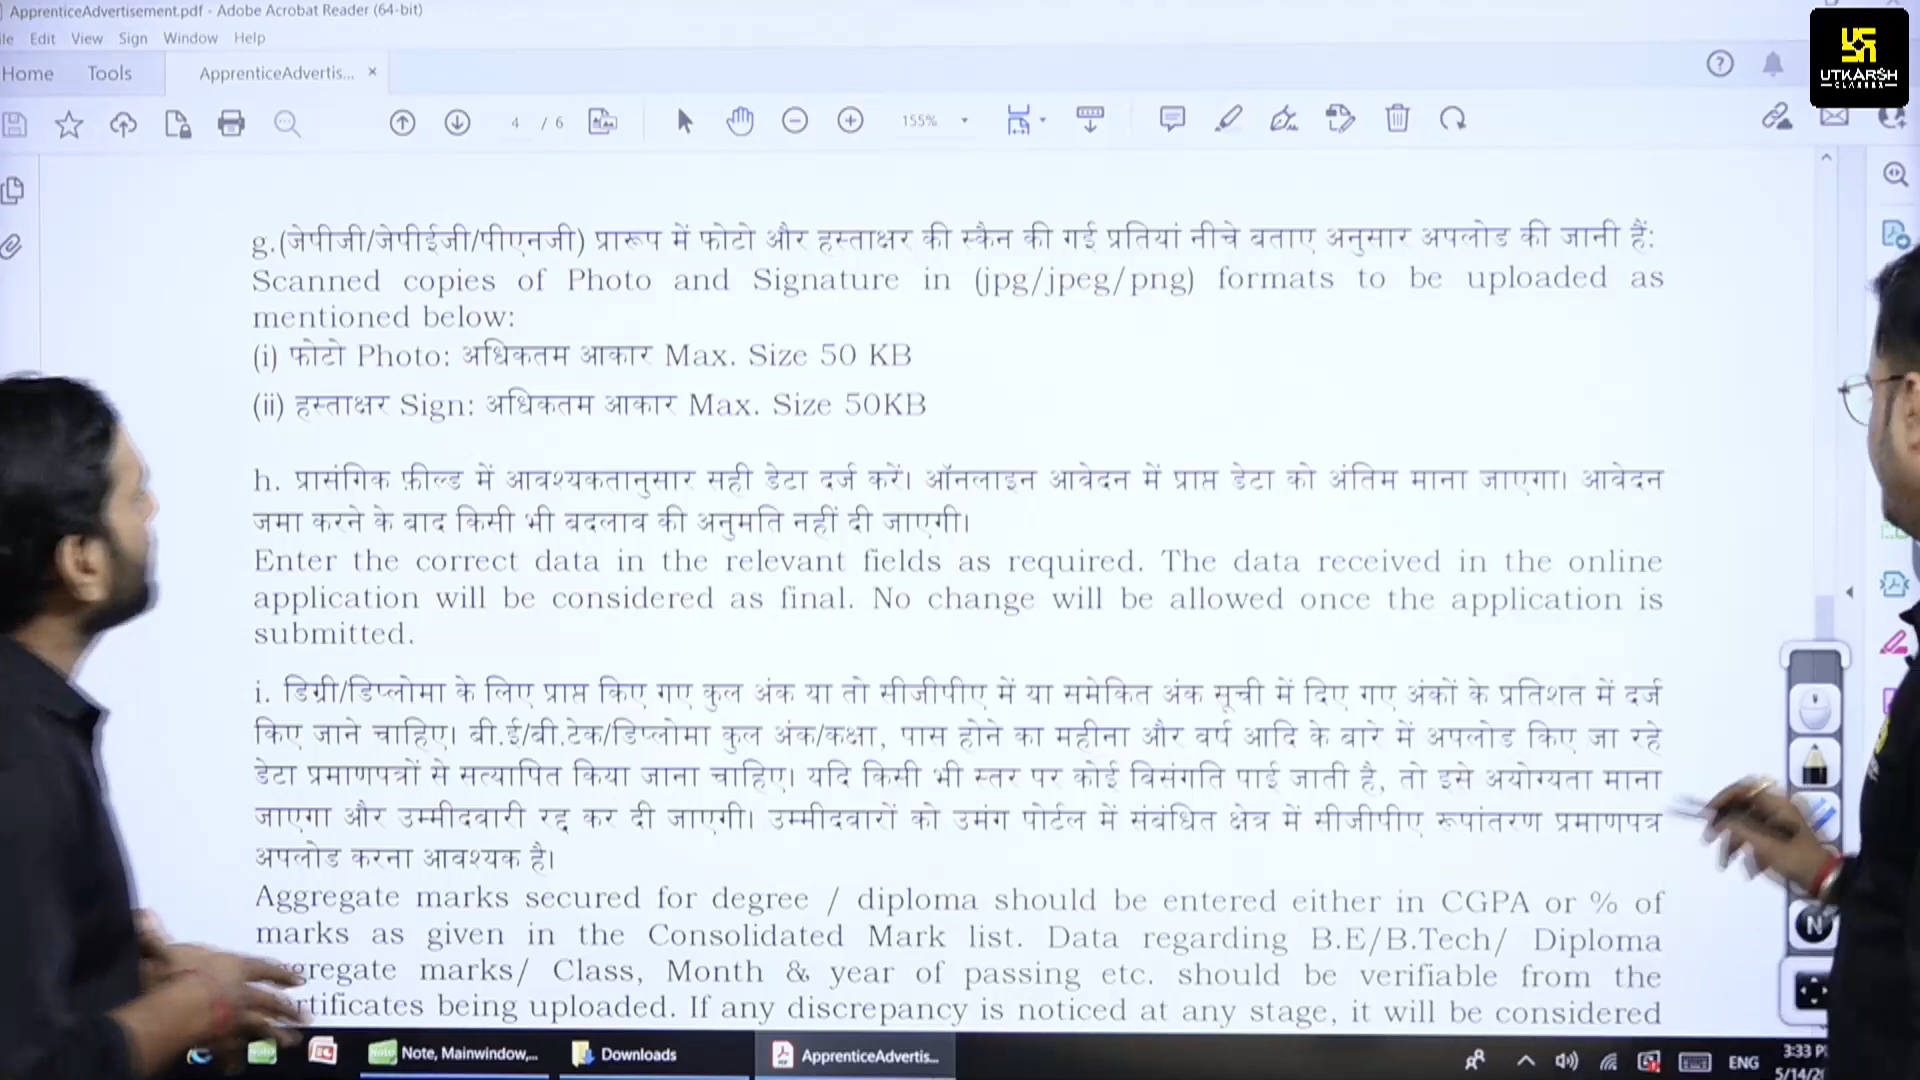 ApprenticeAdvertisement.pdf - Adobe Acrobat Reader (64-bit)
Edit View Sign Window Help
Home Tools ApprenticeAdvertis... ×
4 / 6 155%
UTKARSH
CLASSES
g.(जेपीजी/जेपीईजी/पीएनजी) प्रारूप में फोटो और हस्ताक्षर की स्कैन की गई प्रतियां नीचे बताए अनुसार अपलोड की जानी हैं:
Scanned copies of Photo and Signature in (jpg/jpeg/png) formats to be uploaded as
mentioned below:
(i) फोटो Photo: अधिकतम आकार Max. Size 50 KB
(ii) हस्ताक्षर Sign: अधिकतम आकार Max. Size 50KB
h. प्रासंगिक फ़ील्ड में आवश्यकतानुसार सही डेटा दर्ज करें। ऑनलाइन आवेदन में प्राप्त डेटा को अंतिम माना जाएगा। आवेदन
जमा करने के बाद किसी भी बदलाव की अनुमति नहीं दी जाएगी।
Enter the correct data in the relevant fields as required. The data received in the online
application will be considered as final. No change will be allowed once the application is
submitted.
i. डिग्री/डिप्लोमा के लिए प्राप्त किए गए कुल अंक या तो सीजीपीए में या समेकित अंक सूची में दिए गए अंकों के प्रतिशत में दर्ज
किए जाने चाहिए। बी.ई/बी.टेक/डिप्लोमा कुल अंक/कक्षा, पास होने का महीना और वर्ष आदि के बारे में अपलोड किए जा रहे
डेटा प्रमाणपत्रों से सत्यापित किया जाना चाहिए। यदि किसी भी स्तर पर कोई विसंगति पाई जाती है, तो इसे अयोग्यता माना
जाएगा और उम्मीदवारी रद्द कर दी जाएगी। उम्मीदवारों को उमंग पोर्टल में संबंधित क्षेत्र में सीजीपीए रूपांतरण प्रमाणपत्र
अपलोड करना आवश्यक है।
Aggregate marks secured for degree / diploma should be entered either in CGPA or % of
marks as given in the Consolidated Mark list. Data regarding B.E/B.Tech/ Diploma
marks/ Class, Month & year of passing etc. should be verifiable from the
being uploaded. If any discrepancy is noticed at any stage, it will be considered
Note, Mainwindow,... Downloads ApprenticeAdvertis... ENG 3:33
5/14/2